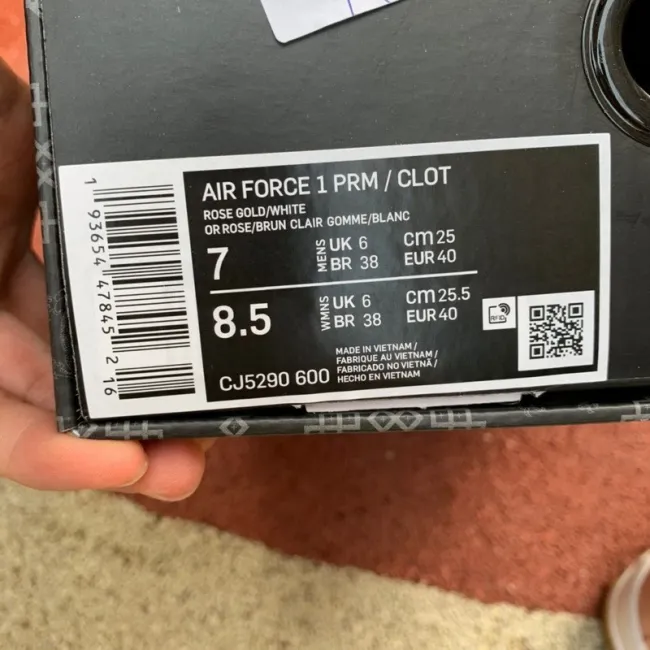 AIR FORCE 1 PRM / CLOT
ROSE GOLD/WHITE
OR ROSE/BRUN CLAIR GOMME/BLANC
7 MENS UK 6 cm 25
BR 38 EUR 40
8.5 WMNS UK 6 cm 25.5
BR 38 EUR 40
RFID
MADE IN VIETNAM /
FABRIQUE AU VIETNAM /
FABRICADO NO VIETNÃ /
HECHO EN VIETNAM
CJ5290 600
1 93654 47845 2 16